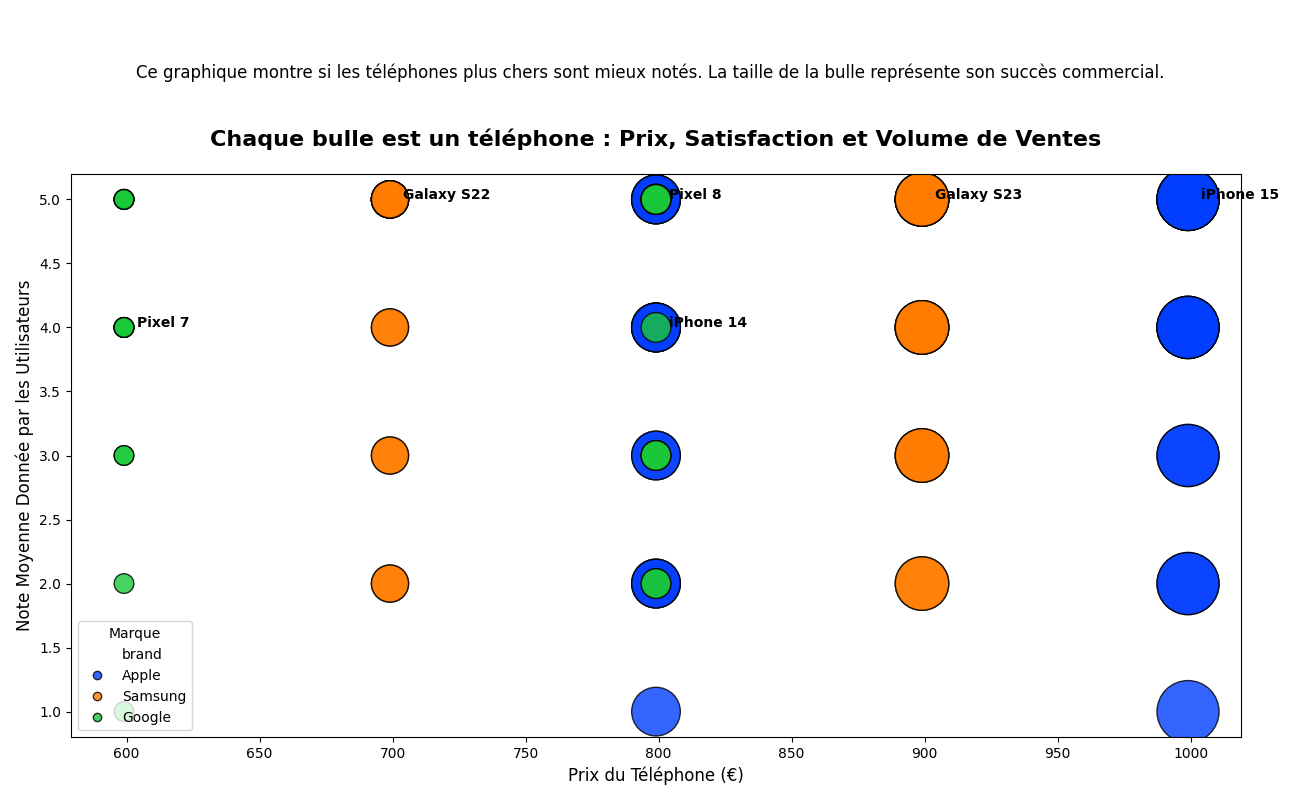 Ce graphique montre si les téléphones plus chers sont mieux notés. La taille de la bulle représente son succès commercial.
Chaque bulle est un téléphone : Prix, Satisfaction et Volume de Ventes
Note Moyenne Donnée par les Utilisateurs
5.0
4.5
4.0
3.5
3.0
2.5
2.0
1.5
1.0
Galaxy S22
Pixel 8
Galaxy S23
iPhone 15
Pixel 7
iPhone 14
Marque
brand
Apple
Samsung
Google
600
650
700
750
800
850
900
950
1000
Prix du Téléphone (€)